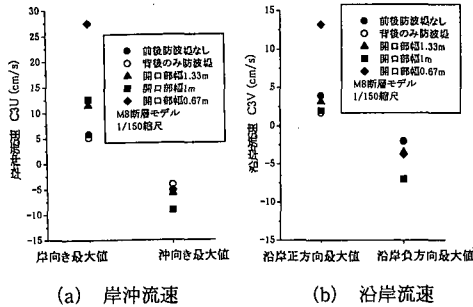 岸沖流速 C3U (cm/s)
30
25
20
15
10
5
0
-5
-10
-15
前後防波堤なし
背後のみ防波堤
開口部幅1.33m
開口部幅1m
開口部幅0.67m
M8断層モデル
1/150縮尺
岸向き最大値
沖向き最大値
(a) 岸沖流速
沿岸流速 C3V (cm/s)
15
10
5
0
-5
-10
-15
前後防波堤なし
背後のみ防波堤
開口部幅1.33m
開口部幅1m
開口部幅0.67m
M8断層モデル
1/150縮尺
沿岸正方向最大値
沿岸負方向最大値
(b) 沿岸流速